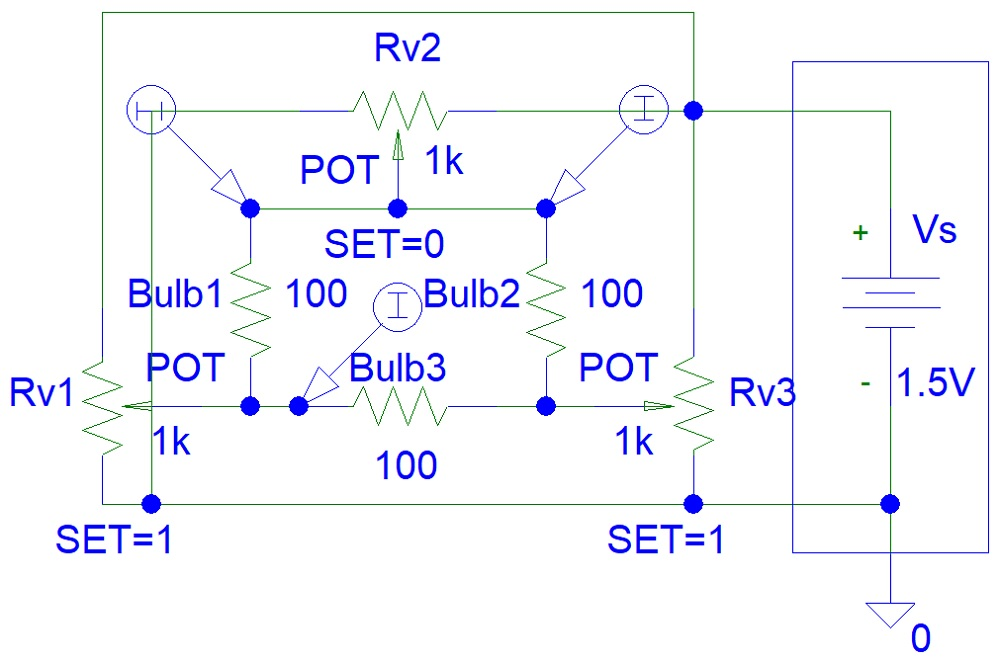 Rv2
POT
1k
SET=0
+
Vs
Bulb1
100
I
I
I
Bulb2
100
POT
Bulb3
POT
Rv1
Rv3
-
1.5V
1k
100
1k
SET=1
SET=1
0